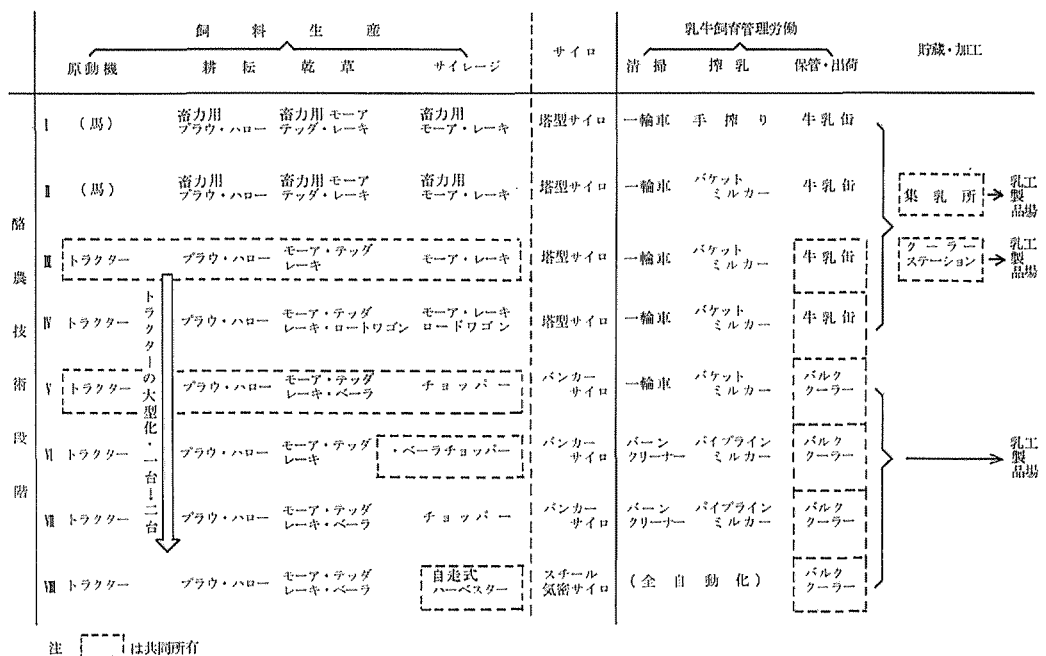 飼料生産
サイロ
乳牛飼育管理労働
貯蔵・加工
原動機 耕耘 乾草 サイレージ
清掃 搾乳 保管・出荷
酪農技術段階
I (馬) 畜力用 プラウ・ハロー 畜力用モーア テッダ・レーキ 畜力用 モーア・レーキ 塔型サイロ 一輪車 手搾り 牛乳缶
II (馬) 畜力用 プラウ・ハロー 畜力用モーア テッダ・レーキ 畜力用 モーア・レーキ 塔型サイロ 一輪車 バケットミルカー 牛乳缶
集乳所 → 乳製品工場
III トラクター プラウ・ハロー モーア・テッダ レーキ モーア・レーキ 塔型サイロ 一輪車 バケットミルカー 牛乳缶
クーラーステーション → 乳製品工場
トラクターの大型化・一台→二台
IV トラクター プラウ・ハロー モーア・テッダ レーキ・ロートワゴン モーア・レーキ ロードワゴン 塔型サイロ 一輪車 バケットミルカー 牛乳缶
V トラクター プラウ・ハロー モーア・テッダ レーキ・ベーラ チョッパー バンカーサイロ 一輪車 バケットミルカー バルククーラー
VI トラクター プラウ・ハロー モーア・テッダ レーキ ・ベーラチョッパー バンカーサイロ バーンクリーナー パイプラインミルカー バルククーラー
→ 乳製品工場
VII トラクター プラウ・ハロー モーア・テッダ レーキ・ベーラ チョッパー バンカーサイロ バーンクリーナー パイプラインミルカー バルククーラー
VIII トラクター プラウ・ハロー モーア・テッダ レーキ・ベーラ 自走式ハーベスター スチール気密サイロ (全自動化) バルククーラー
注 は共同所有